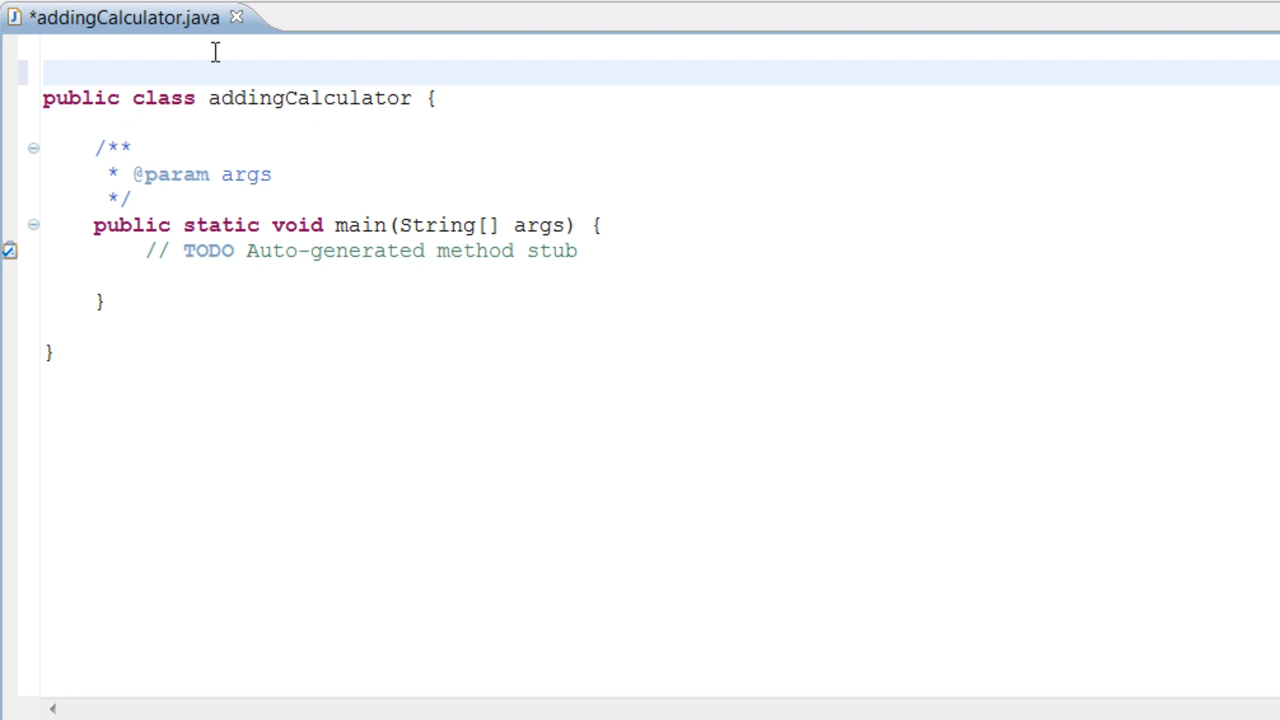 *addingCalculator.java
public class addingCalculator {
/**
* @param args
*/
public static void main(String[] args) {
// TODO Auto-generated method stub
}
}